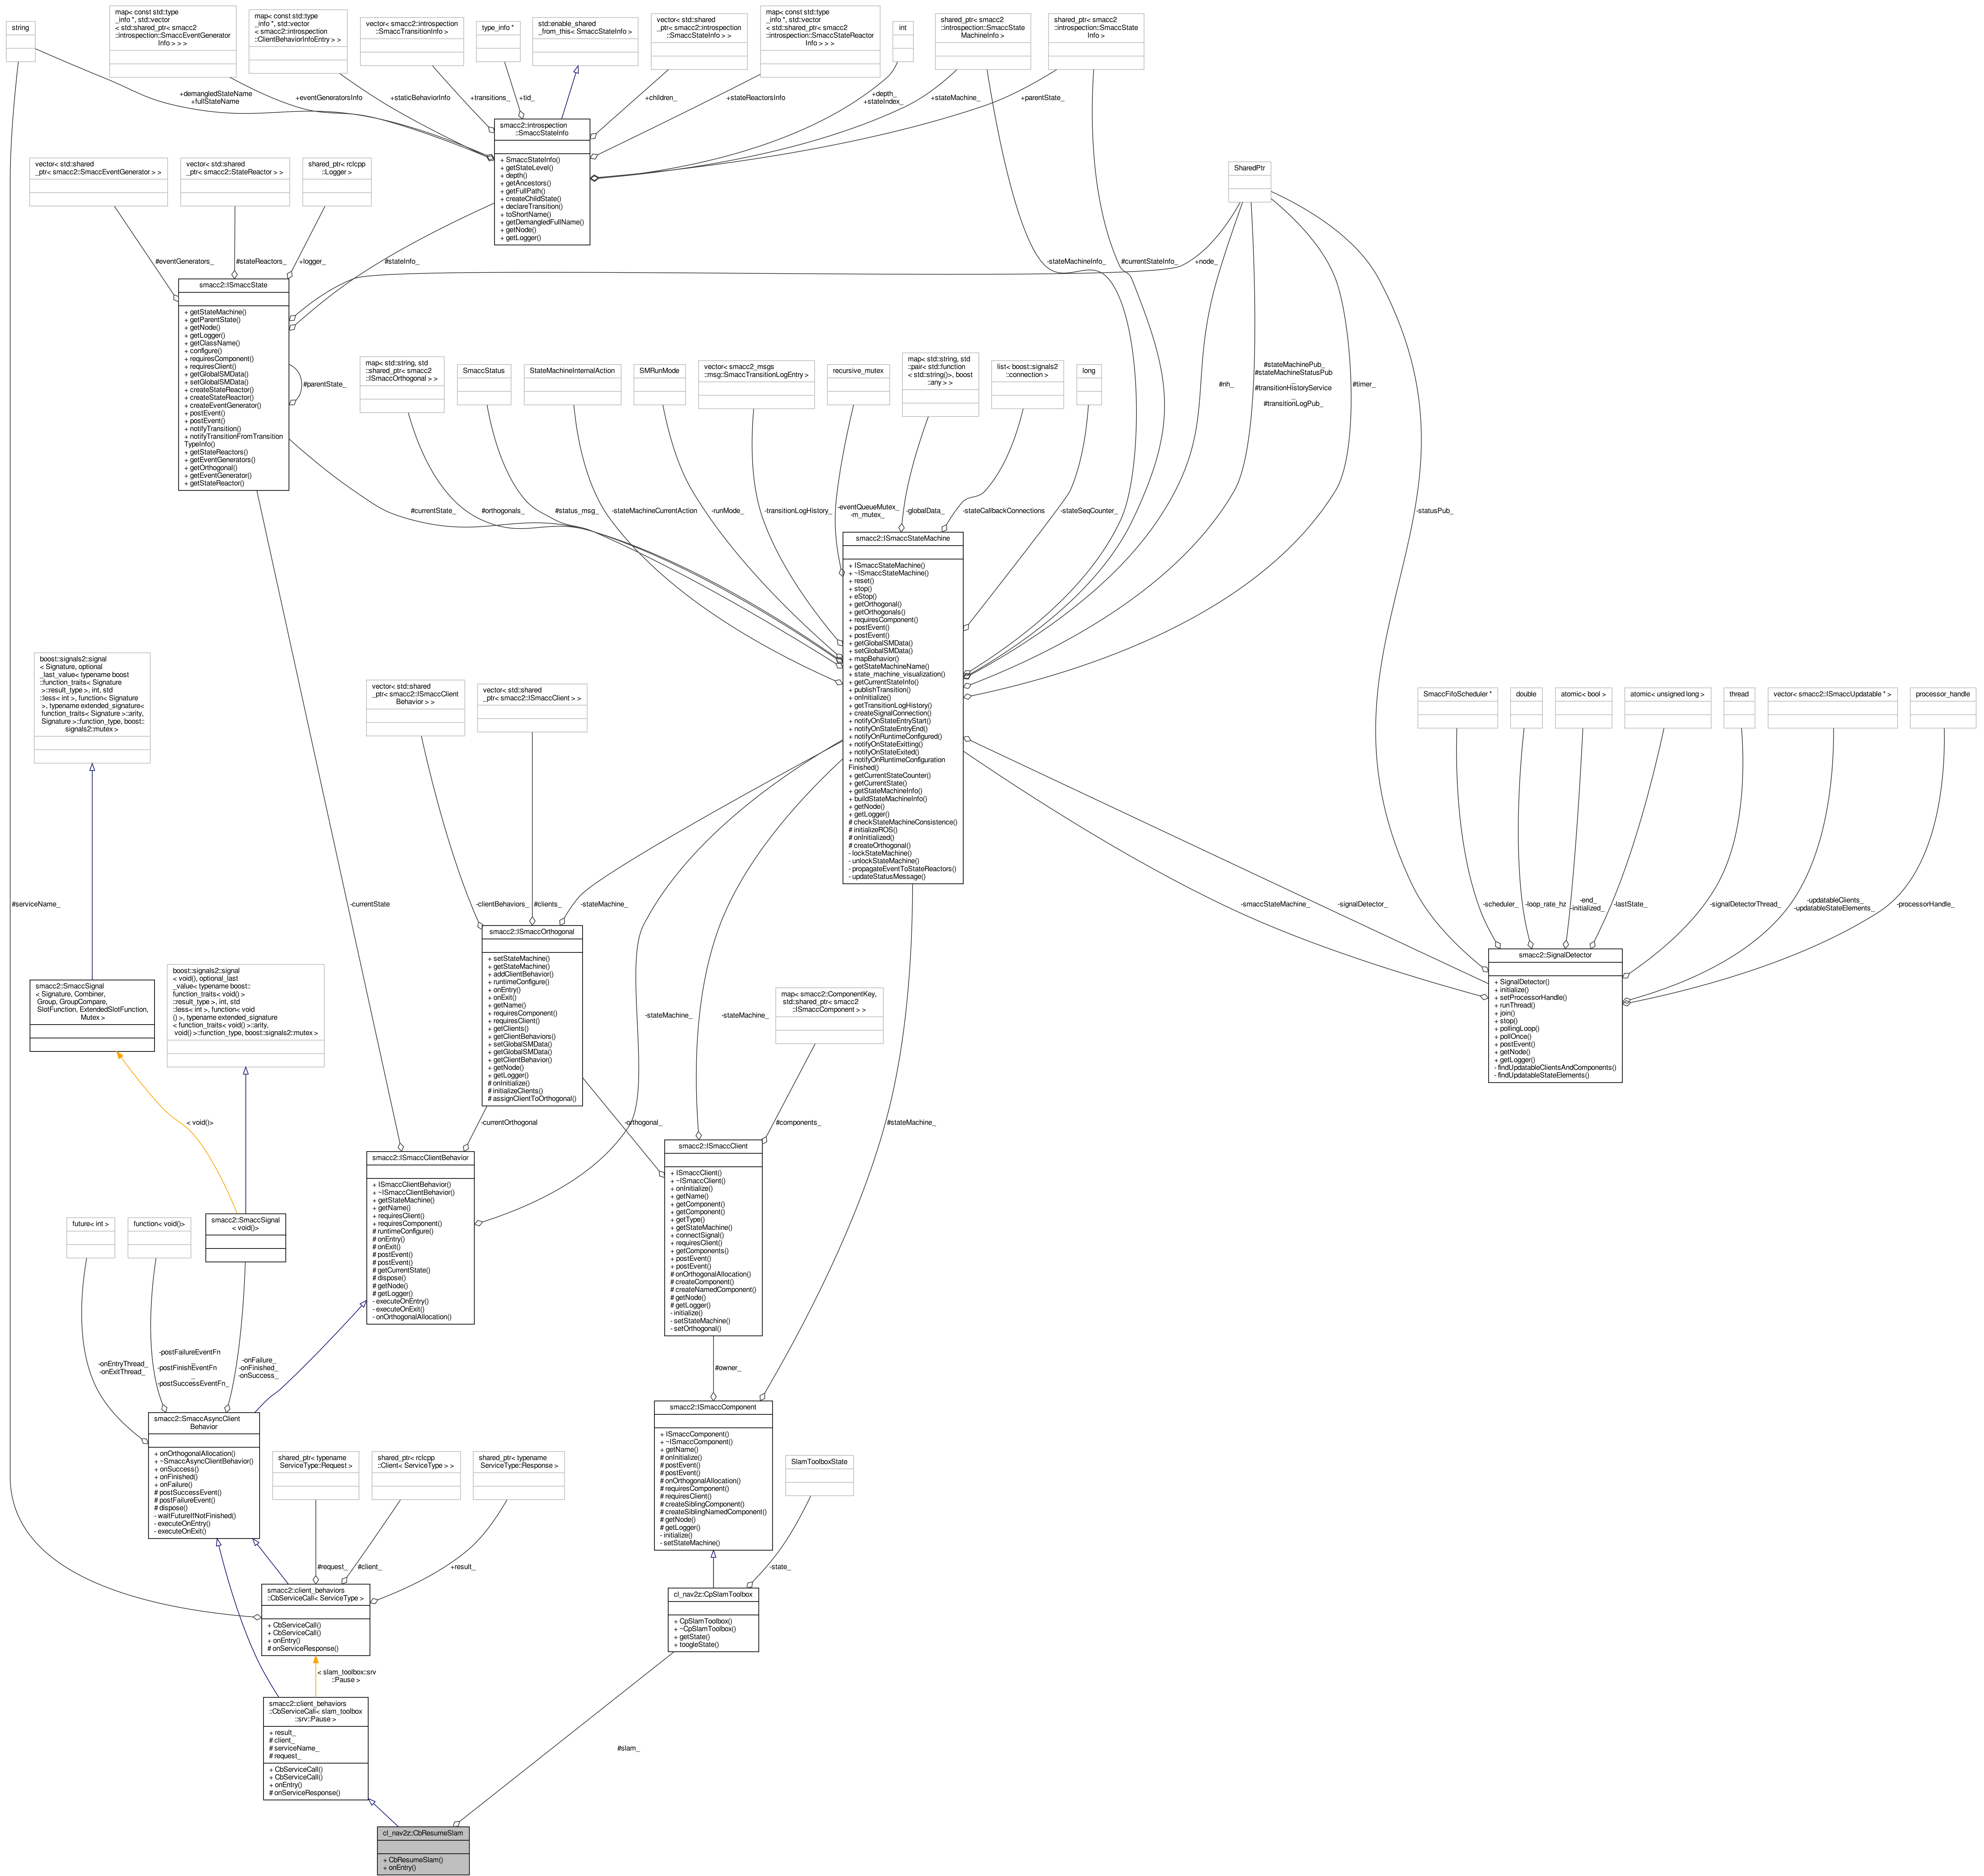 string
map< const std::type
_info *, std::vector
< std::shared_ptr< smacc2
::introspection::SmaccEventGenerator
Info > > >
map< const std::type
_info *, std::vector
< smacc2::introspection
::ClientBehaviorInfoEntry > >
vector< smacc2::introspection
::SmaccTransitionInfo >
type_info *
std::enable_shared
_from_this< SmaccStateInfo >
vector< std::shared
_ptr< smacc2::introspection
::SmaccStateInfo > >
map< const std::type
_info *, std::vector
< std::shared_ptr< smacc2
::introspection::SmaccStateReactor
Info > > >
int
shared_ptr< smacc2
::introspection::SmaccState
MachineInfo >
shared_ptr< smacc2
::introspection::SmaccState
Info >
+demangledStateName
+fullStateName
+eventGeneratorsInfo
+staticBehaviorInfo
+transitions_
+tid_
+children_
+stateReactorsInfo
+depth_
+stateIndex_
+stateMachine_
+parentState_
smacc2::introspection
::SmaccStateInfo
+ SmaccStateInfo()
+ getStateLevel()
+ depth()
+ getAncestors()
+ getFullPath()
+ createChildState()
+ declareTransition()
+ toShortName()
+ getDemangledFullName()
+ getNode()
+ getLogger()
vector< std::shared
_ptr< smacc2::SmaccEventGenerator > >
vector< std::shared
_ptr< smacc2::StateReactor > >
shared_ptr< rclcpp
::Logger >
SharedPtr
#eventGenerators_
#stateReactors_
+logger_
#stateInfo_
-stateMachineInfo_
#currentStateInfo_
+node_
smacc2::ISmaccState
+ getStateMachine()
+ getParentState()
+ getNode()
+ getLogger()
+ getClassName()
+ configure()
+ requiresComponent()
+ requiresClient()
+ getGlobalSMData()
+ setGlobalSMData()
+ createStateReactor()
+ createStateReactor()
+ createEventGenerator()
+ postEvent()
+ postEvent()
+ notifyTransition()
+ notifyTransitionFromTransition
TypeInfo()
+ getStateReactors()
+ getEventGenerators()
+ getOrthogonal()
+ getEventGenerator()
+ getStateReactor()
#parentState_
map< std::string, std
::shared_ptr< smacc2
::ISmaccOrthogonal > >
SmaccStatus
StateMachineInternalAction
SMRunMode
vector< smacc2_msgs
::msg::SmaccTransitionLogEntry >
recursive_mutex
map< std::string, std
::pair< std::function
< std::string()>, boost
::any > >
list< boost::signals2
::connection >
long
#nh_
#stateMachinePub_
#stateMachineStatusPub
_
#transitionHistoryService
_
#transitionLogPub_
#timer_
#currentState_
#orthogonals_
#status_msg_
-stateMachineCurrentAction
-runMode_
-transitionLogHistory_
-eventQueueMutex_
-m_mutex_
-globalData_
-stateCallbackConnections
-stateSeqCounter_
-statusPub_
smacc2::ISmaccStateMachine
+ ISmaccStateMachine()
+ ~ISmaccStateMachine()
+ reset()
+ stop()
+ eStop()
+ getOrthogonal()
+ getOrthogonals()
+ requiresComponent()
+ postEvent()
+ postEvent()
+ getGlobalSMData()
+ setGlobalSMData()
+ mapBehavior()
+ getStateMachineName()
+ state_machine_visualization()
+ getCurrentStateInfo()
+ publishTransition()
+ onInitialize()
+ getTransitionLogHistory()
+ createSignalConnection()
+ notifyOnStateEntryStart()
+ notifyOnStateEntryEnd()
+ notifyOnRuntimeConfigured()
+ notifyOnStateExitting()
+ notifyOnStateExited()
+ notifyOnRuntimeConfiguration
Finished()
+ getCurrentStateCounter()
+ getCurrentState()
+ getStateMachineInfo()
+ buildStateMachineInfo()
+ getNode()
+ getLogger()
# checkStateMachineConsistence()
# initializeROS()
# onInitialized()
# createOrthogonal()
- lockStateMachine()
- unlockStateMachine()
- propagateEventToStateReactors()
- updateStatusMessage()
boost::signals2::signal
< Signature, optional
_last_value< typename boost
::function_traits< Signature
>::result_type >, int, std
::less< int >, function< Signature
>, typename extended_signature<
function_traits< Signature >::arity,
Signature >::function_type, boost::
signals2::mutex >
vector< std::shared
_ptr< smacc2::ISmaccClient
Behavior > >
vector< std::shared
_ptr< smacc2::ISmaccClient > >
SmaccFifoScheduler *
double
atomic< bool >
atomic< unsigned long >
thread
vector< smacc2::ISmaccUpdatable * >
processor_handle
#serviceName_
-currentState
-clientBehaviors_
#clients_
-stateMachine_
-smaccStateMachine_
-signalDetector_
-scheduler_
-loop_rate_hz
-end_
-initialized_
-lastState_
-signalDetectorThread_
-updatableClients_
-updatableStateElements_
-processorHandle_
smacc2::ISmaccOrthogonal
+ setStateMachine()
+ getStateMachine()
+ addClientBehavior()
+ runtimeConfigure()
+ onEntry()
+ onExit()
+ getName()
+ requiresComponent()
+ requiresClient()
+ getClients()
+ getClientBehaviors()
+ setGlobalSMData()
+ getGlobalSMData()
+ getClientBehavior()
+ getNode()
+ getLogger()
# onInitialize()
# initializeClients()
# assignClientToOrthogonal()
smacc2::SignalDetector
+ SignalDetector()
+ initialize()
+ setProcessorHandle()
+ runThread()
+ join()
+ stop()
+ pollingLoop()
+ pollOnce()
+ postEvent()
+ getNode()
+ getLogger()
- findUpdatableClientsAndComponents()
- findUpdatableStateElements()
smacc2::SmaccSignal
< Signature, Combiner,
Group, GroupCompare,
SlotFunction, ExtendedSlotFunction,
Mutex >
boost::signals2::signal
< void(), optional_last
_value< typename boost::
function_traits< void()>
::result_type >, int, std
::less< int >, function< void
() >, typename extended_signature
< function_traits< void()>::arity,
void()>::function_type, boost::signals2::mutex >
map< smacc2::ComponentKey,
std::shared_ptr< smacc2
::ISmaccComponent > >
-stateMachine_
-stateMachine_
< void()>
-currentOrthogonal
-orthogonal_
#components_
#stateMachine_
smacc2::ISmaccClientBehavior
+ ISmaccClientBehavior()
+ ~ISmaccClientBehavior()
+ getStateMachine()
+ getName()
+ requiresClient()
+ requiresComponent()
# runtimeConfigure()
# onEntry()
# onExit()
# postEvent()
# postEvent()
# getCurrentState()
# dispose()
# getNode()
# getLogger()
- executeOnEntry()
- executeOnExit()
- onOrthogonalAllocation()
smacc2::ISmaccClient
+ ISmaccClient()
+ ~ISmaccClient()
+ onInitialize()
+ getName()
+ getComponent()
+ getComponent()
+ getType()
+ getStateMachine()
+ connectSignal()
+ requiresClient()
+ getComponents()
+ postEvent()
+ postEvent()
# onOrthogonalAllocation()
# createComponent()
# createNamedComponent()
# getNode()
# getLogger()
- initialize()
- setStateMachine()
- setOrthogonal()
future< int >
function< void()>
smacc2::SmaccSignal
< void()>
-onEntryThread_
-onExitThread_
-postFailureEventFn
_
-postFinishEventFn
_
-postSuccessEventFn_
-onFailure_
-onFinished_
-onSuccess_
#owner_
smacc2::SmaccAsyncClient
Behavior
+ onOrthogonalAllocation()
+ ~SmaccAsyncClientBehavior()
+ onSuccess()
+ onFinished()
+ onFailure()
# postSuccessEvent()
# postFailureEvent()
# dispose()
- waitFutureIfNotFinished()
- executeOnEntry()
- executeOnExit()
smacc2::ISmaccComponent
+ ISmaccComponent()
+ ~ISmaccComponent()
+ getName()
# onInitialize()
# postEvent()
# postEvent()
# onOrthogonalAllocation()
# requiresComponent()
# requiresClient()
# createSiblingComponent()
# createSiblingNamedComponent()
# getNode()
# getLogger()
- initialize()
- setStateMachine()
shared_ptr< typename
ServiceType::Request >
shared_ptr< rclcpp
::Client< ServiceType > >
shared_ptr< typename
ServiceType::Response >
SlamToolboxState
#request_
#client_
+result_
-state_
smacc2::client_behaviors
::CbServiceCall< ServiceType >
+ CbServiceCall()
+ CbServiceCall()
+ onEntry()
# onServiceResponse()
cl_nav2z::CpSlamToolbox
+ CpSlamToolbox()
+ ~CpSlamToolbox()
+ getState()
+ toogleState()
< slam_toolbox::srv
::Pause >
smacc2::client_behaviors
::CbServiceCall< slam_toolbox
::srv::Pause >
+ result_
# client_
# serviceName_
# request_
+ CbServiceCall()
+ CbServiceCall()
+ onEntry()
# onServiceResponse()
#slam_
cl_nav2z::CbResumeSlam
+ CbResumeSlam()
+ onEntry()